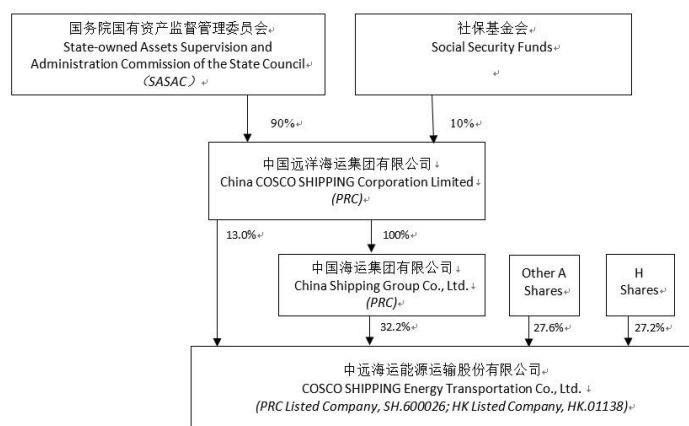 国务院国有资产监督管理委员会
State-owned Assets Supervision and
Administration Commission of the State Council
（SASAC）
社保基金会
Social Security Funds
90%
10%
中国远洋海运集团有限公司
China COSCO SHIPPING Corporation Limited
(PRC)
13.0%
100%
中国海运集团有限公司
China Shipping Group Co., Ltd.
(PRC)
Other A
Shares
H
Shares
32.2%
27.6%
27.2%
中远海运能源运输股份有限公司
COSCO SHIPPING Energy Transportation Co., Ltd.
(PRC Listed Company, SH.600026; HK Listed Company, HK.01138)